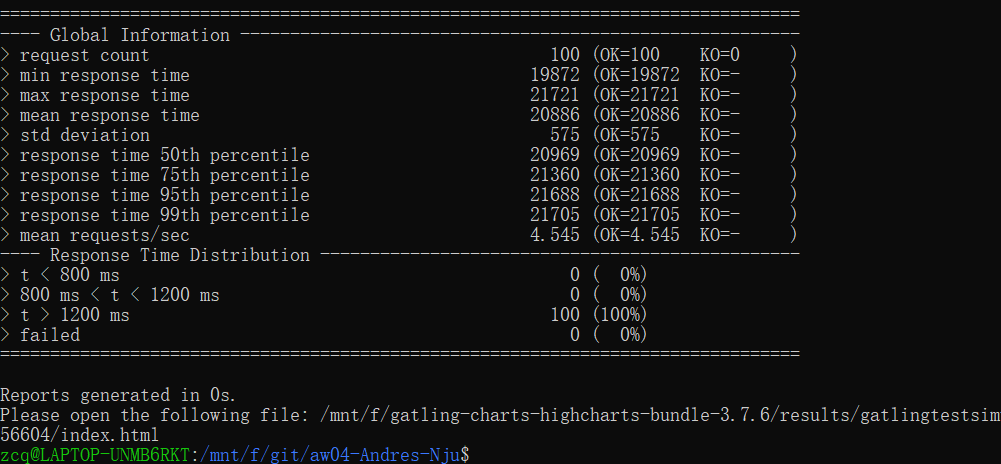 ================================================================================
---- Global Information --------------------------------------------------------
> request count                                        100 (OK=100    KO=0     )
> min response time                                  19872 (OK=19872  KO=-     )
> max response time                                  21721 (OK=21721  KO=-     )
> mean response time                                 20886 (OK=20886  KO=-     )
> std deviation                                        575 (OK=575    KO=-     )
> response time 50th percentile                      20969 (OK=20969  KO=-     )
> response time 75th percentile                      21360 (OK=21360  KO=-     )
> response time 95th percentile                      21688 (OK=21688  KO=-     )
> response time 99th percentile                      21705 (OK=21705  KO=-     )
> mean requests/sec                                  4.545 (OK=4.545  KO=-     )
---- Response Time Distribution ------------------------------------------------
> t < 800 ms                                             0 (  0%)
> 800 ms < t < 1200 ms                                   0 (  0%)
> t > 1200 ms                                          100 (100%)
> failed                                                 0 (  0%)
================================================================================
Reports generated in 0s.
Please open the following file: /mnt/f/gatling-charts-highcharts-bundle-3.7.6/results/gatlingtestsim
56604/index.html
zcq@LAPTOP-UNMB6RKT:/mnt/f/git/aw04-Andres-Nju$